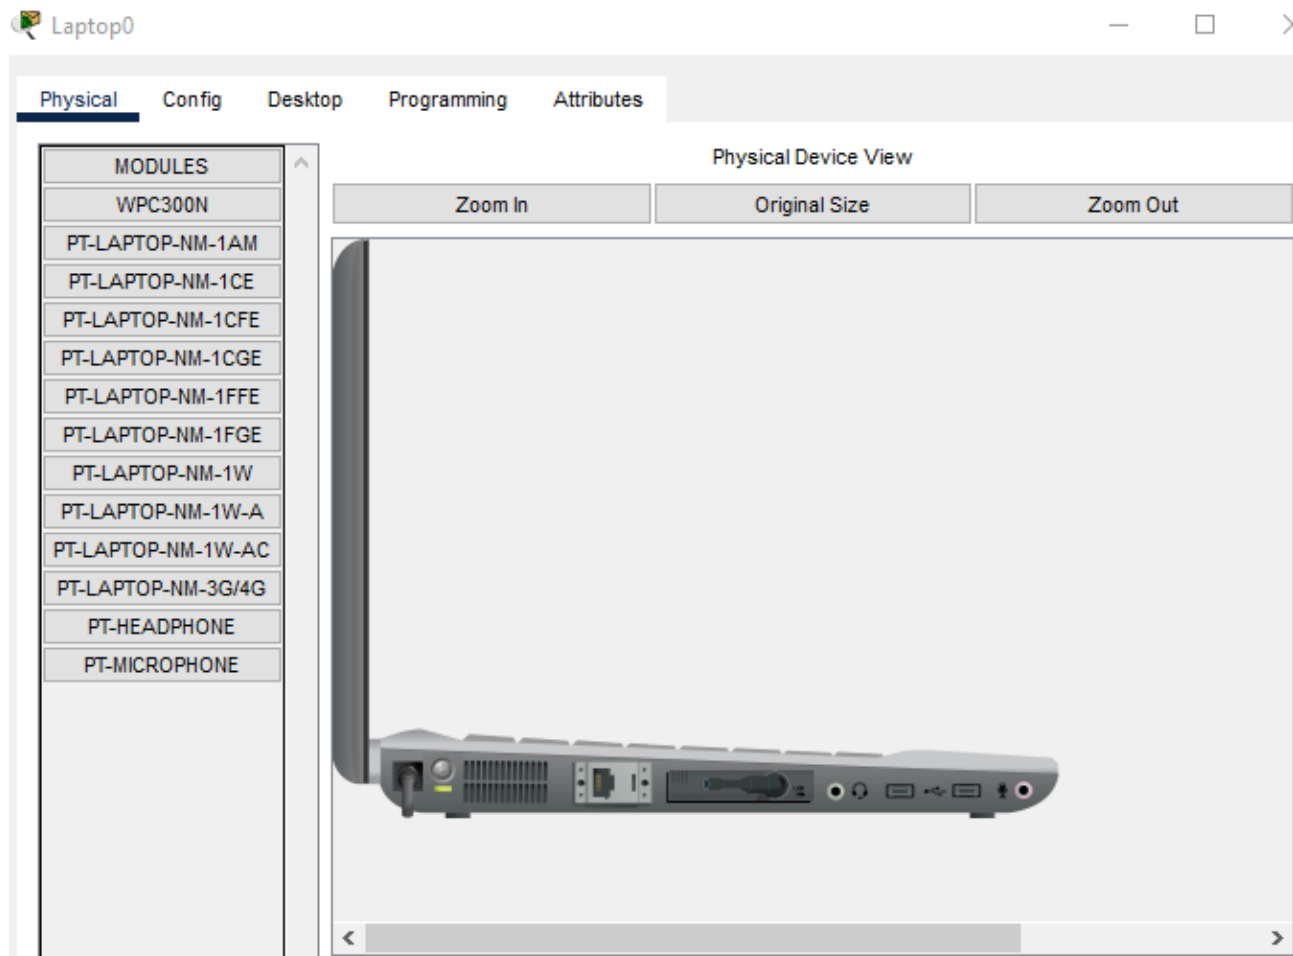 Laptop0
Physical Config Desktop Programming Attributes
MODULES
WPC300N
PT-LAPTOP-NM-1AM
PT-LAPTOP-NM-1CE
PT-LAPTOP-NM-1CFE
PT-LAPTOP-NM-1CGE
PT-LAPTOP-NM-1FFE
PT-LAPTOP-NM-1FGE
PT-LAPTOP-NM-1W
PT-LAPTOP-NM-1W-A
PT-LAPTOP-NM-1W-AC
PT-LAPTOP-NM-3G/4G
PT-HEADPHONE
PT-MICROPHONE
Physical Device View
Zoom In Original Size Zoom Out